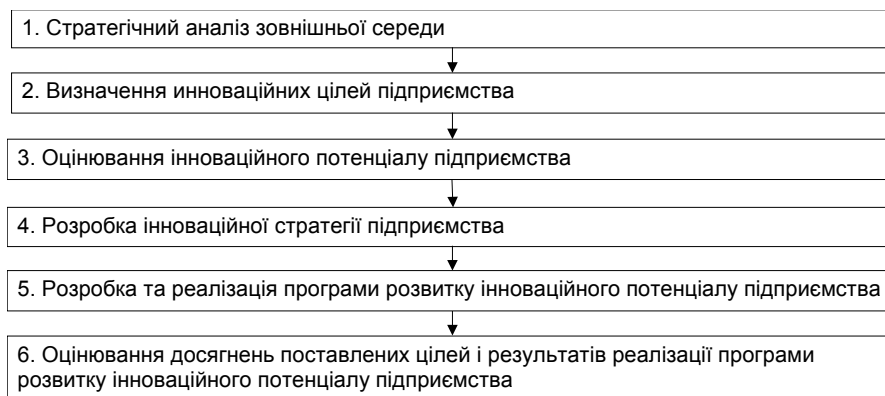 1. Стратегічний аналіз зовнішньої середи
2. Визначення инноваційних цілей підприємства
3. Оцінювання інноваційного потенціалу підприємства
4. Розробка інноваційної стратегії підприємства
5. Розробка та реалізація програми розвитку інноваційного потенціалу підприємства
6. Оцінювання досягнень поставлених цілей і результатів реалізації програми
розвитку інноваційного потенціалу підприємства